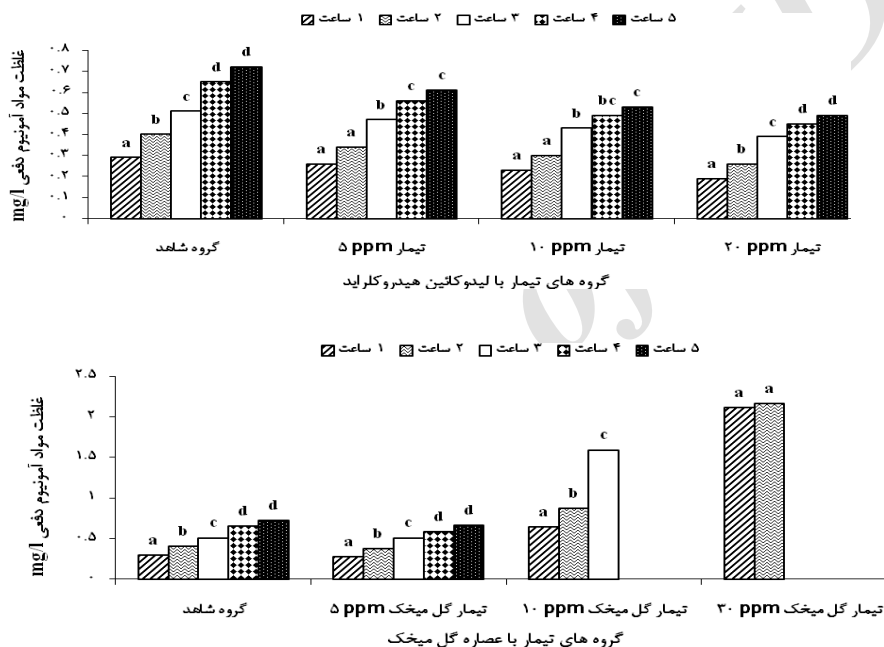 ساعت ۱ ساعت ۲ ساعت ۳ ساعت ۴ ساعت ۵
غلظت مواد آمونیوم دفعی mg/l
۰.۸
۰.۷
۰.۶
۰.۵
۰.۴
۰.۳
۰.۲
۰.۱
۰
a b c d d a a b c c a a b bc c a b c d d
گروه شاهد تیمار ۵ ppm تیمار ۱۰ ppm تیمار ۲۰ ppm
گروه های تیمار با لیدوکائین هیدروکلراید
ساعت ۱ ساعت ۲ ساعت ۳ ساعت ۴ ساعت ۵
غلظت مواد آمونیوم دفعی mg/l
۲.۵
۲
۱.۵
۱
۰.۵
۰
a b c d d a b c d d a b c a a
گروه شاهد تیمار گل میخک ۵ ppm تیمار گل میخک ۱۰ ppm تیمار گل میخک ۳۰ ppm
گروه های تیمار با عصاره گل میخک